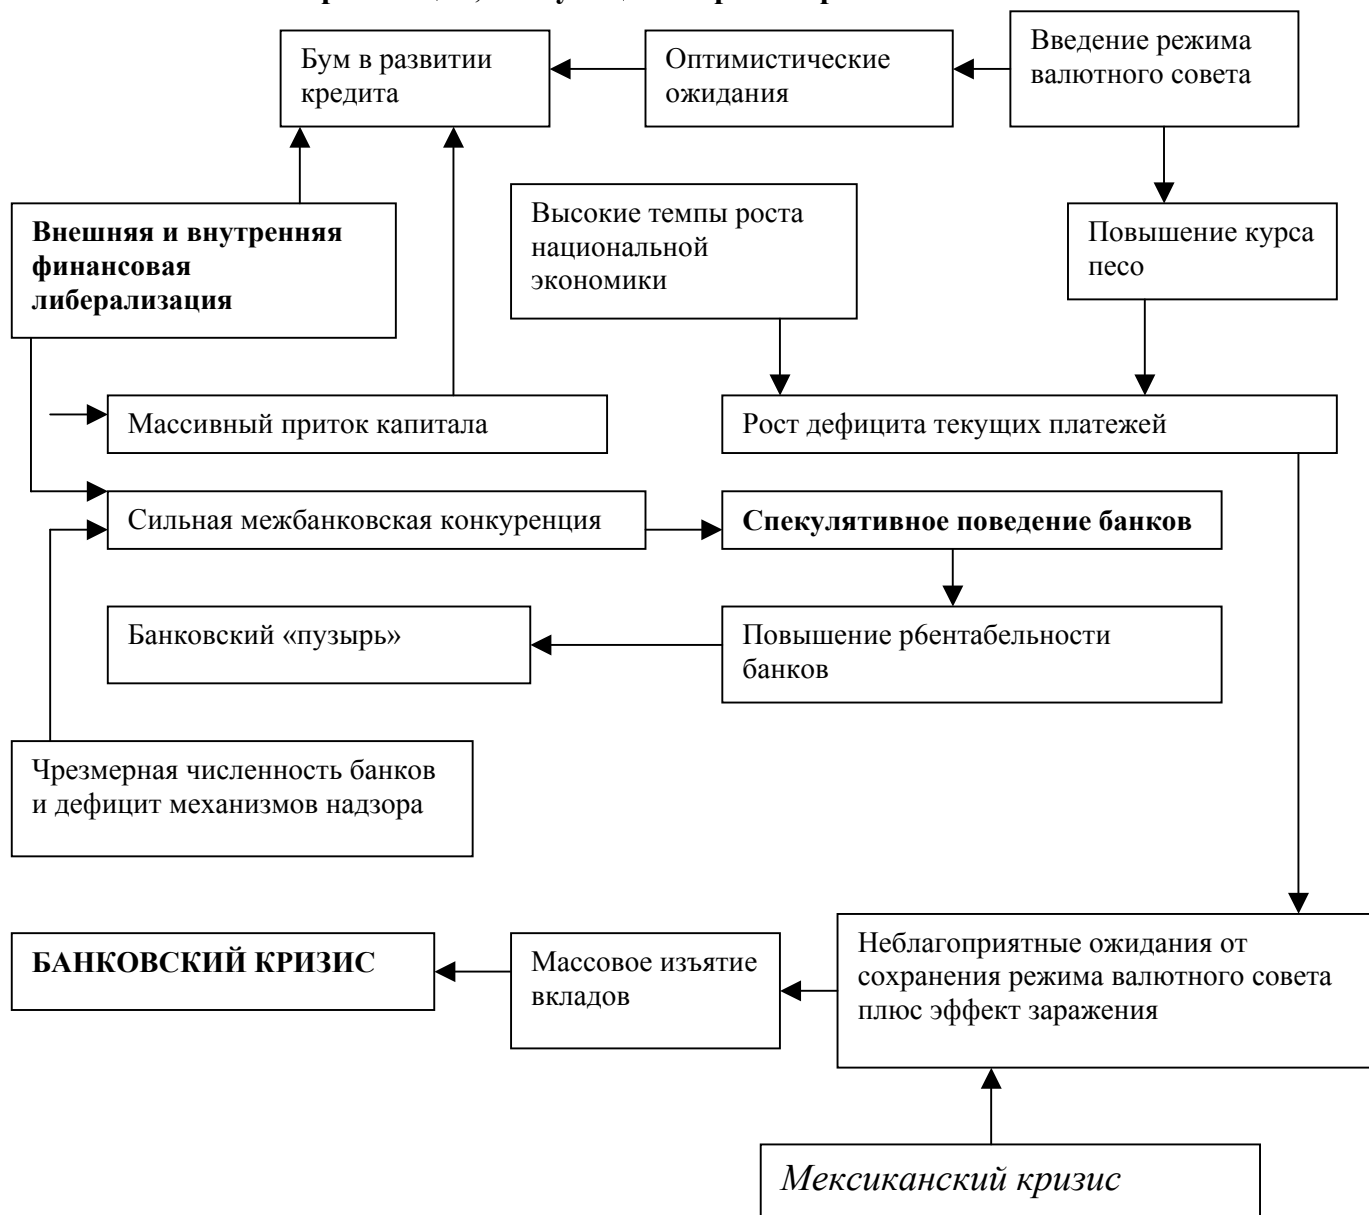 Бум в развитии
кредита
Оптимистические
ожидания
Введение режима
валютного совета
Внешняя и внутренняя
финансовая
либерализация
Высокие темпы роста
национальной
экономики
Повышение курса
песо
Массивный приток капитала
Рост дефицита текущих платежей
Сильная межбанковская конкуренция
Спекулятивное поведение банков
Банковский «пузырь»
Повышение р6ентабельности
банков
Чрезмерная численность банков
и дефицит механизмов надзора
БАНКОВСКИЙ КРИЗИС
Массовое изъятие
вкладов
Неблагоприятные ожидания от
сохранения режима валютного совета
плюс эффект заражения
Мексиканский кризис